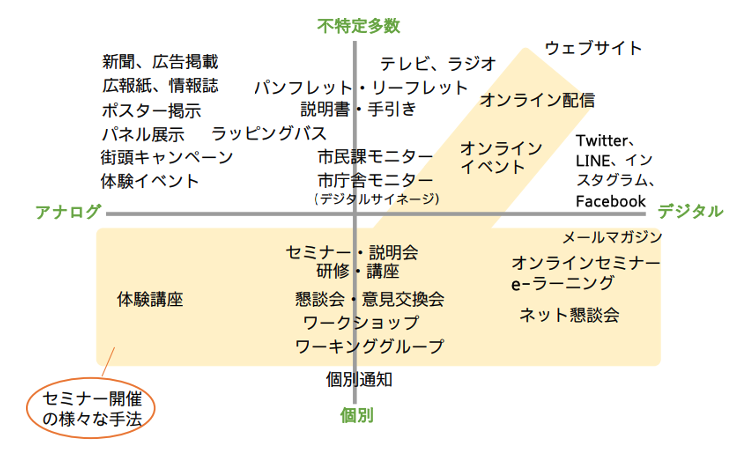 不特定多数
ウェブサイト
新聞、広告掲載
テレビ、ラジオ
広報紙、情報誌
パンフレット・リーフレット
オンライン配信
ポスター掲示
説明書・手引き
パネル展示
ラッピングバス
オンライン
イベント
Twitter、
LINE、イン
スタグラム、
Facebook
街頭キャンペーン
市民課モニター
体験イベント
市庁舎モニター
（デジタルサイネージ）
アナログ
デジタル
メールマガジン
セミナー・説明会
研修・講座
オンラインセミナー
e-ラーニング
体験講座
懇談会・意見交換会
ネット懇談会
ワークショップ
ワーキンググループ
個別通知
セミナー開催
の様々な手法
個別